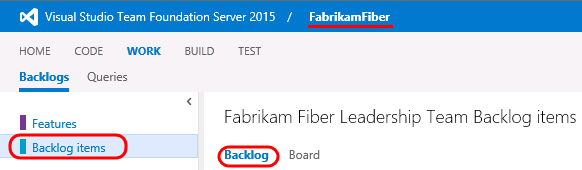 Visual Studio Team Foundation Server 2015 / FabrikamFiber
HOME CODE WORK BUILD TEST
Backlogs Queries
Features
Backlog items
Fabrikam Fiber Leadership Team Backlog items
Backlog Board